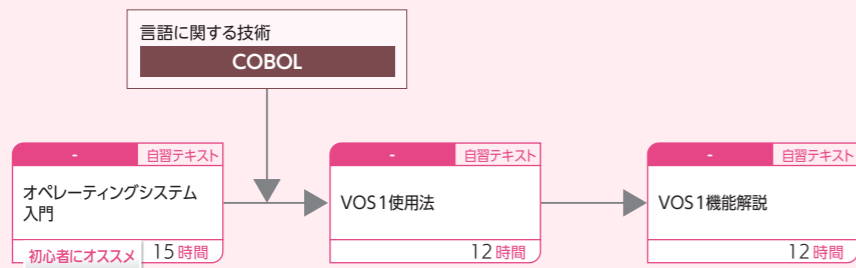 言語に関する技術
COBOL
- 自習テキスト
オペレーティングシステム
入門
初心者にオススメ 15時間
- 自習テキスト
VOS1使用法
12時間
- 自習テキスト
VOS1機能解説
12時間